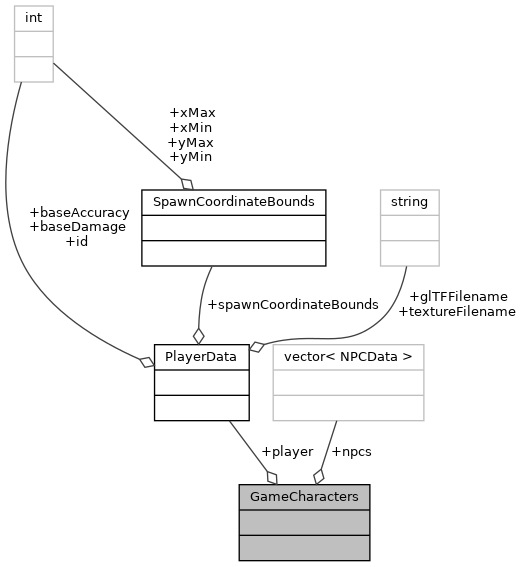 int
+xMax
+xMin
+yMax
+yMin
SpawnCoordinateBounds
string
+baseAccuracy
+baseDamage
+id
+spawnCoordinateBounds
+glTFFilename
+textureFilename
PlayerData
vector< NPCData >
+player
+npcs
GameCharacters